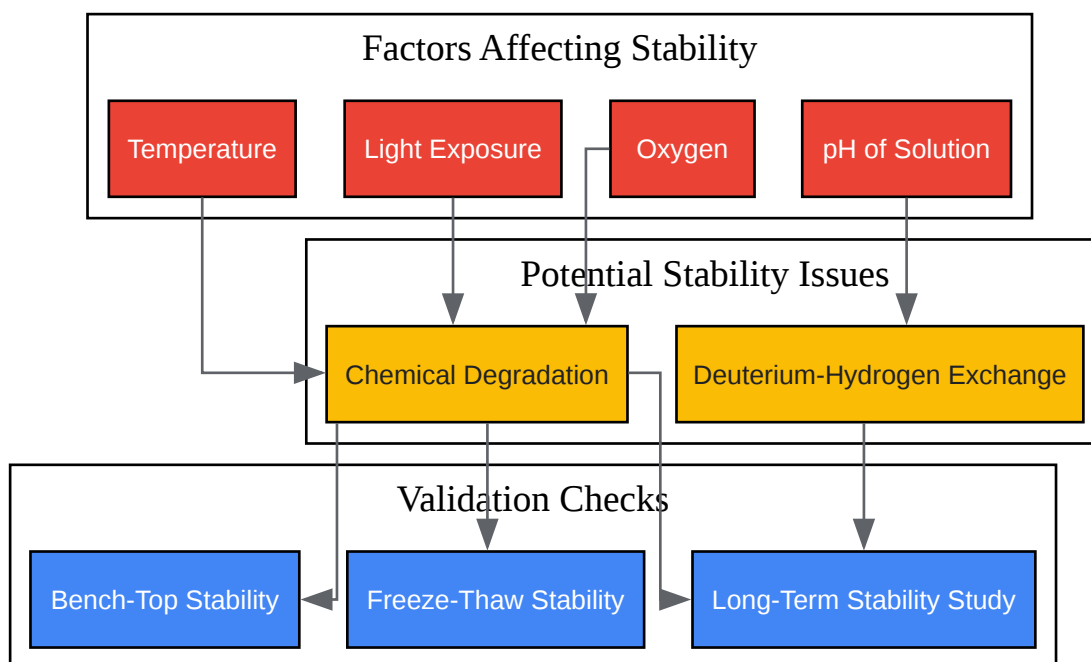 Factors Affecting Stability
Temperature
Light Exposure
Oxygen
pH of Solution
Potential Stability Issues
Chemical Degradation
Deuterium-Hydrogen Exchange
Validation Checks
Bench-Top Stability
Freeze-Thaw Stability
Long-Term Stability Study